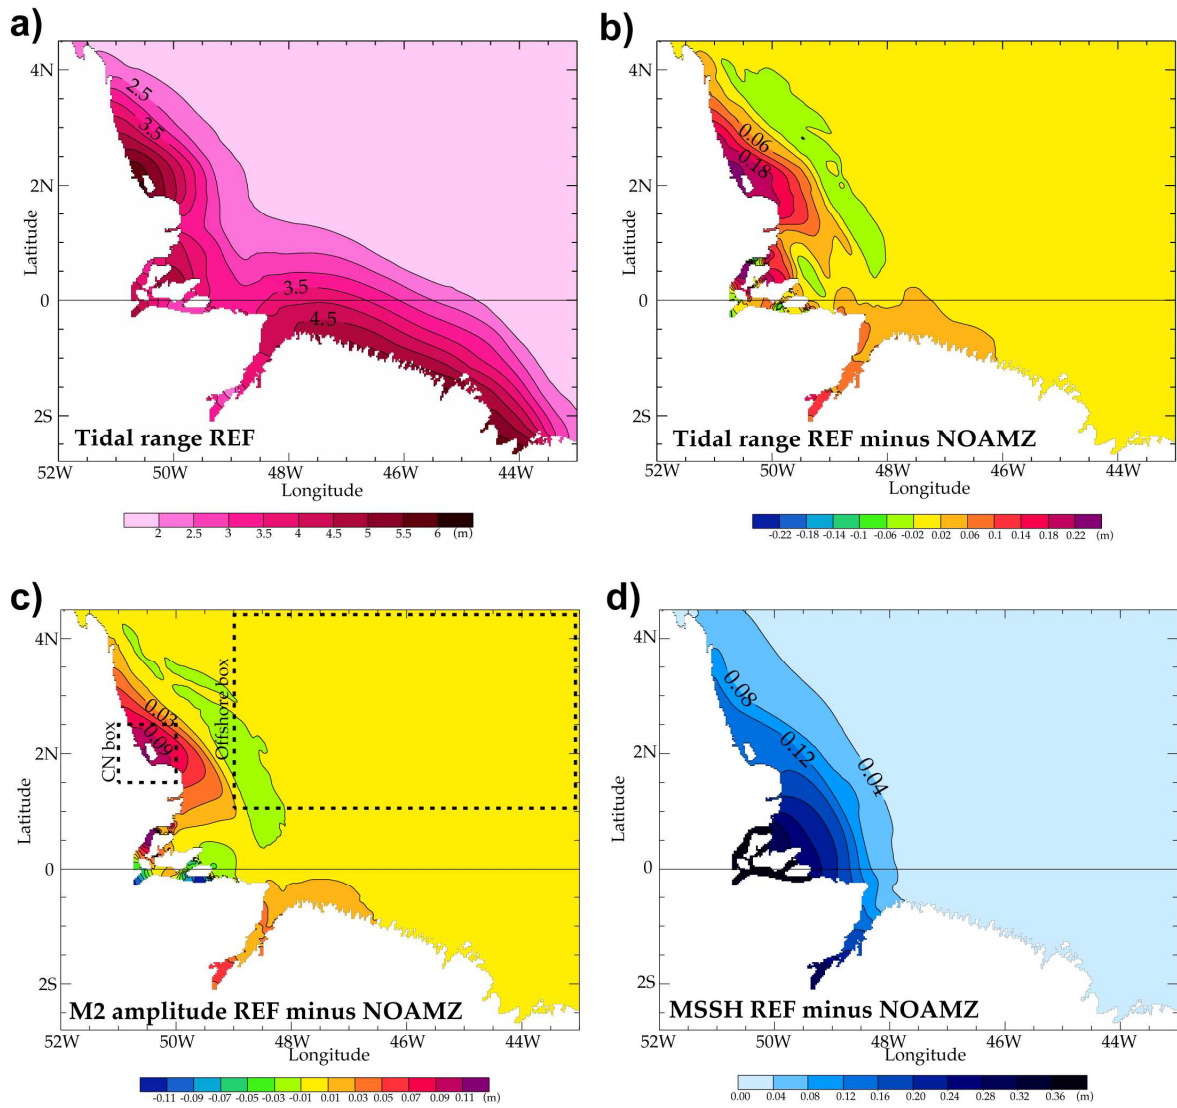 a)
4N
2N
0
2S
Latitude
2.5
3.5
3.5
4.5
Tidal range REF
52W 50W 48W 46W 44W
Longitude
2 2.5 3 3.5 4 4.5 5 5.5 6 (m)
b)
4N
2N
0
2S
Latitude
0.06
0.18
Tidal range REF minus NOAMZ
52W 50W 48W 46W 44W
Longitude
-0.22 -0.18 -0.14 -0.1 -0.06 -0.02 0.02 0.06 0.1 0.14 0.18 0.22 (m)
c)
4N
2N
0
2S
Latitude
Offshore box
CN box
0.03
0.09
M2 amplitude REF minus NOAMZ
52W 50W 48W 46W 44W
Longitude
-0.11 -0.09 -0.07 -0.05 -0.03 -0.01 0.01 0.03 0.05 0.07 0.09 0.11 (m)
d)
4N
2N
0
2S
Latitude
0.08
0.12
0.04
MSSH REF minus NOAMZ
52W 50W 48W 46W 44W
Longitude
0.00 0.04 0.08 0.12 0.16 0.20 0.24 0.28 0.32 0.36 (m)